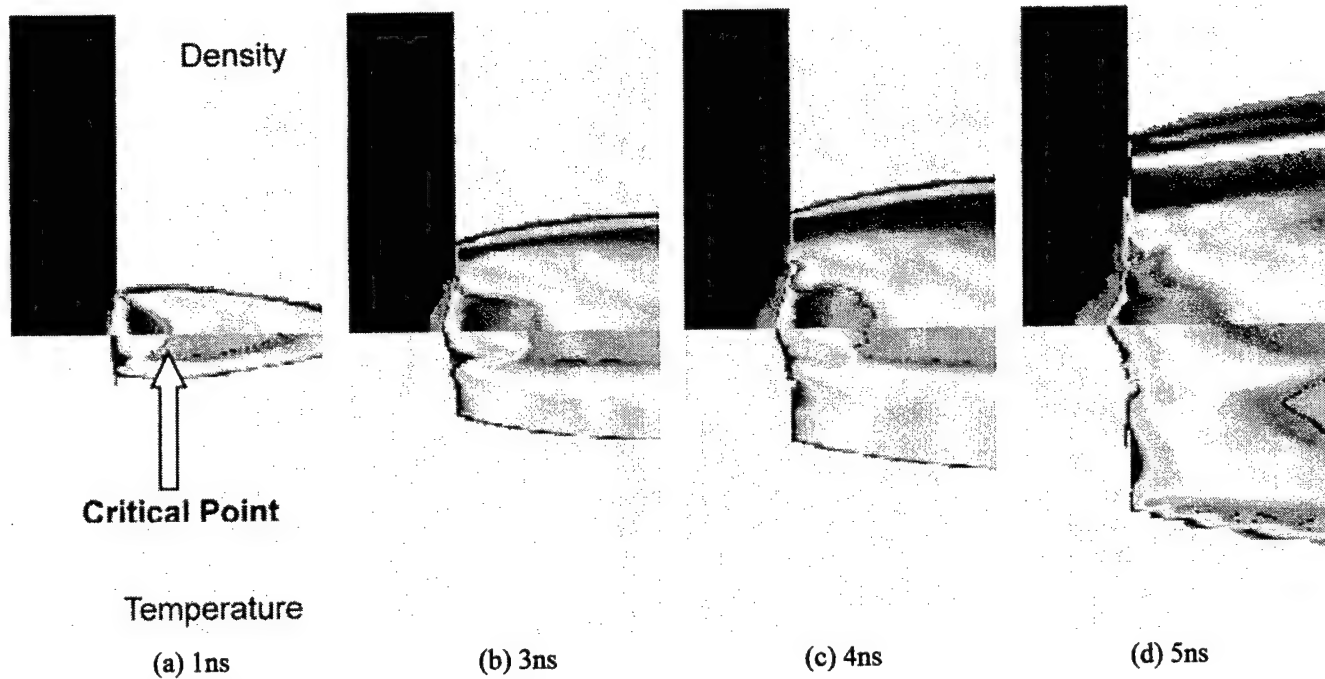 Density
Critical Point
Temperature
(a) 1ns
(b) 3ns
(c) 4ns
(d) 5ns